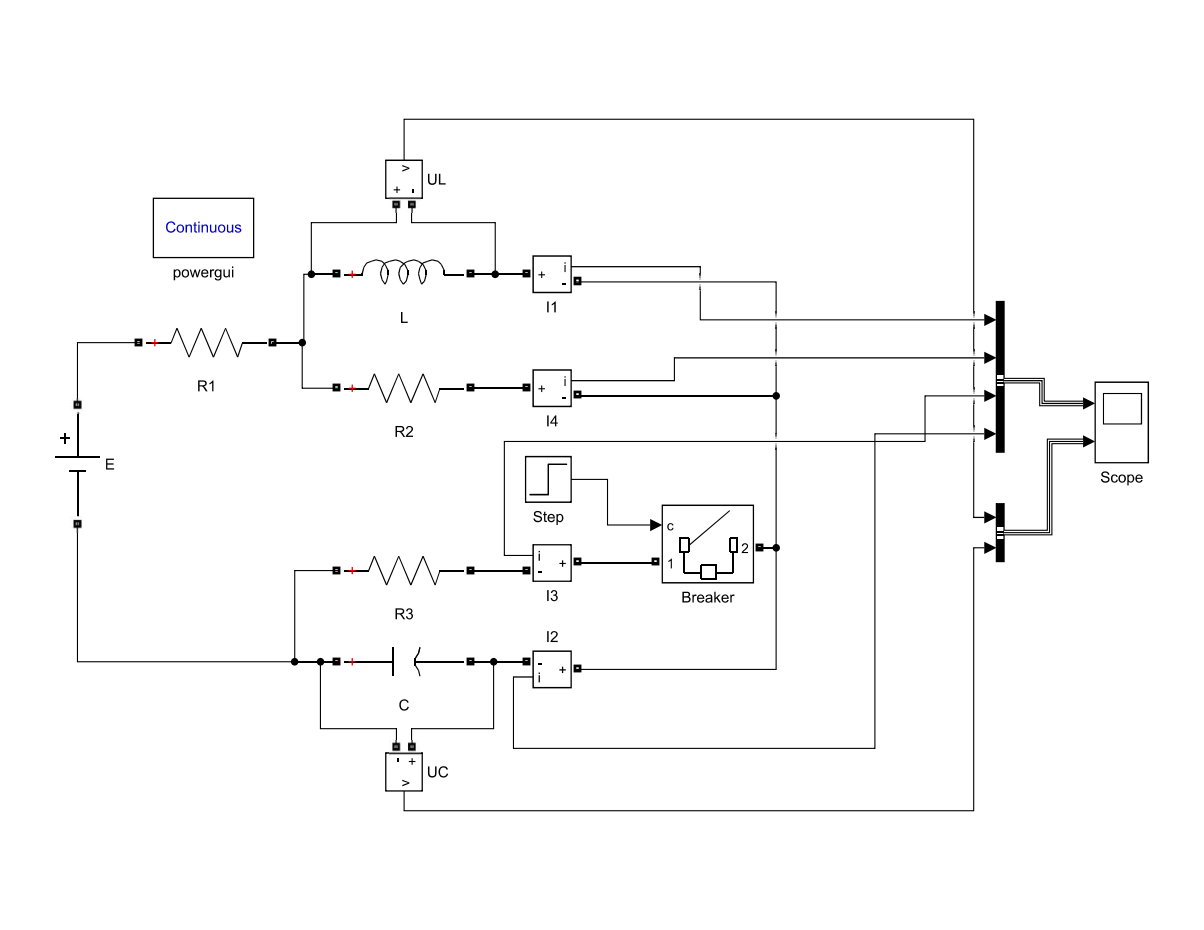 v
+ -
UL
Continuous
powergui
+
L
+
i
-
I1
+
R1
+
R2
+
i
-
I4
+
E
Step
c
1
2
Breaker
+
R3
i
-
+
I3
I2
+
C
-
i
+
- +
v
UC
Scope